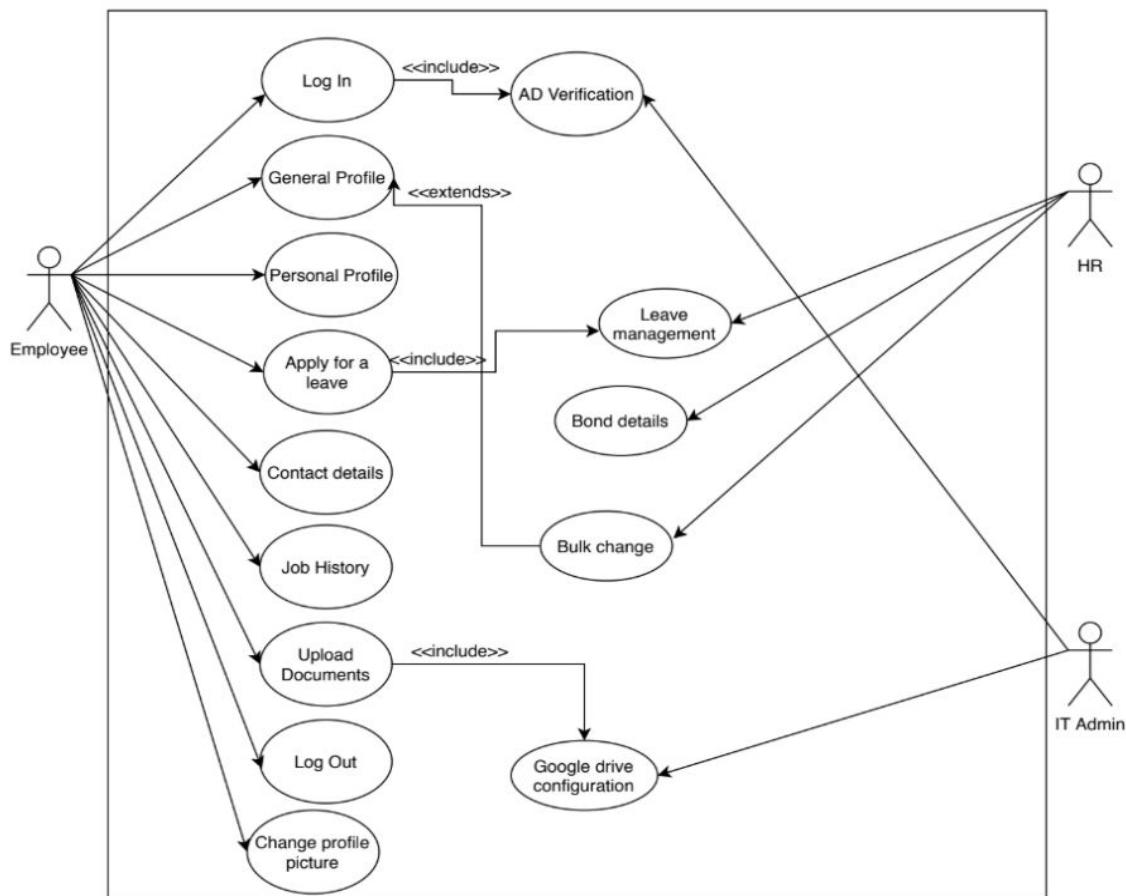 Log In
<<include>>
AD Verification
General Profile
<<extends>>
HR
Personal Profile
Employee
Leave
management
Apply for a
leave
<<include>>
Bond details
Contact details
Bulk change
Job History
Upload
Documents
<<include>>
IT Admin
Log Out
Google drive
configuration
Change profile
picture